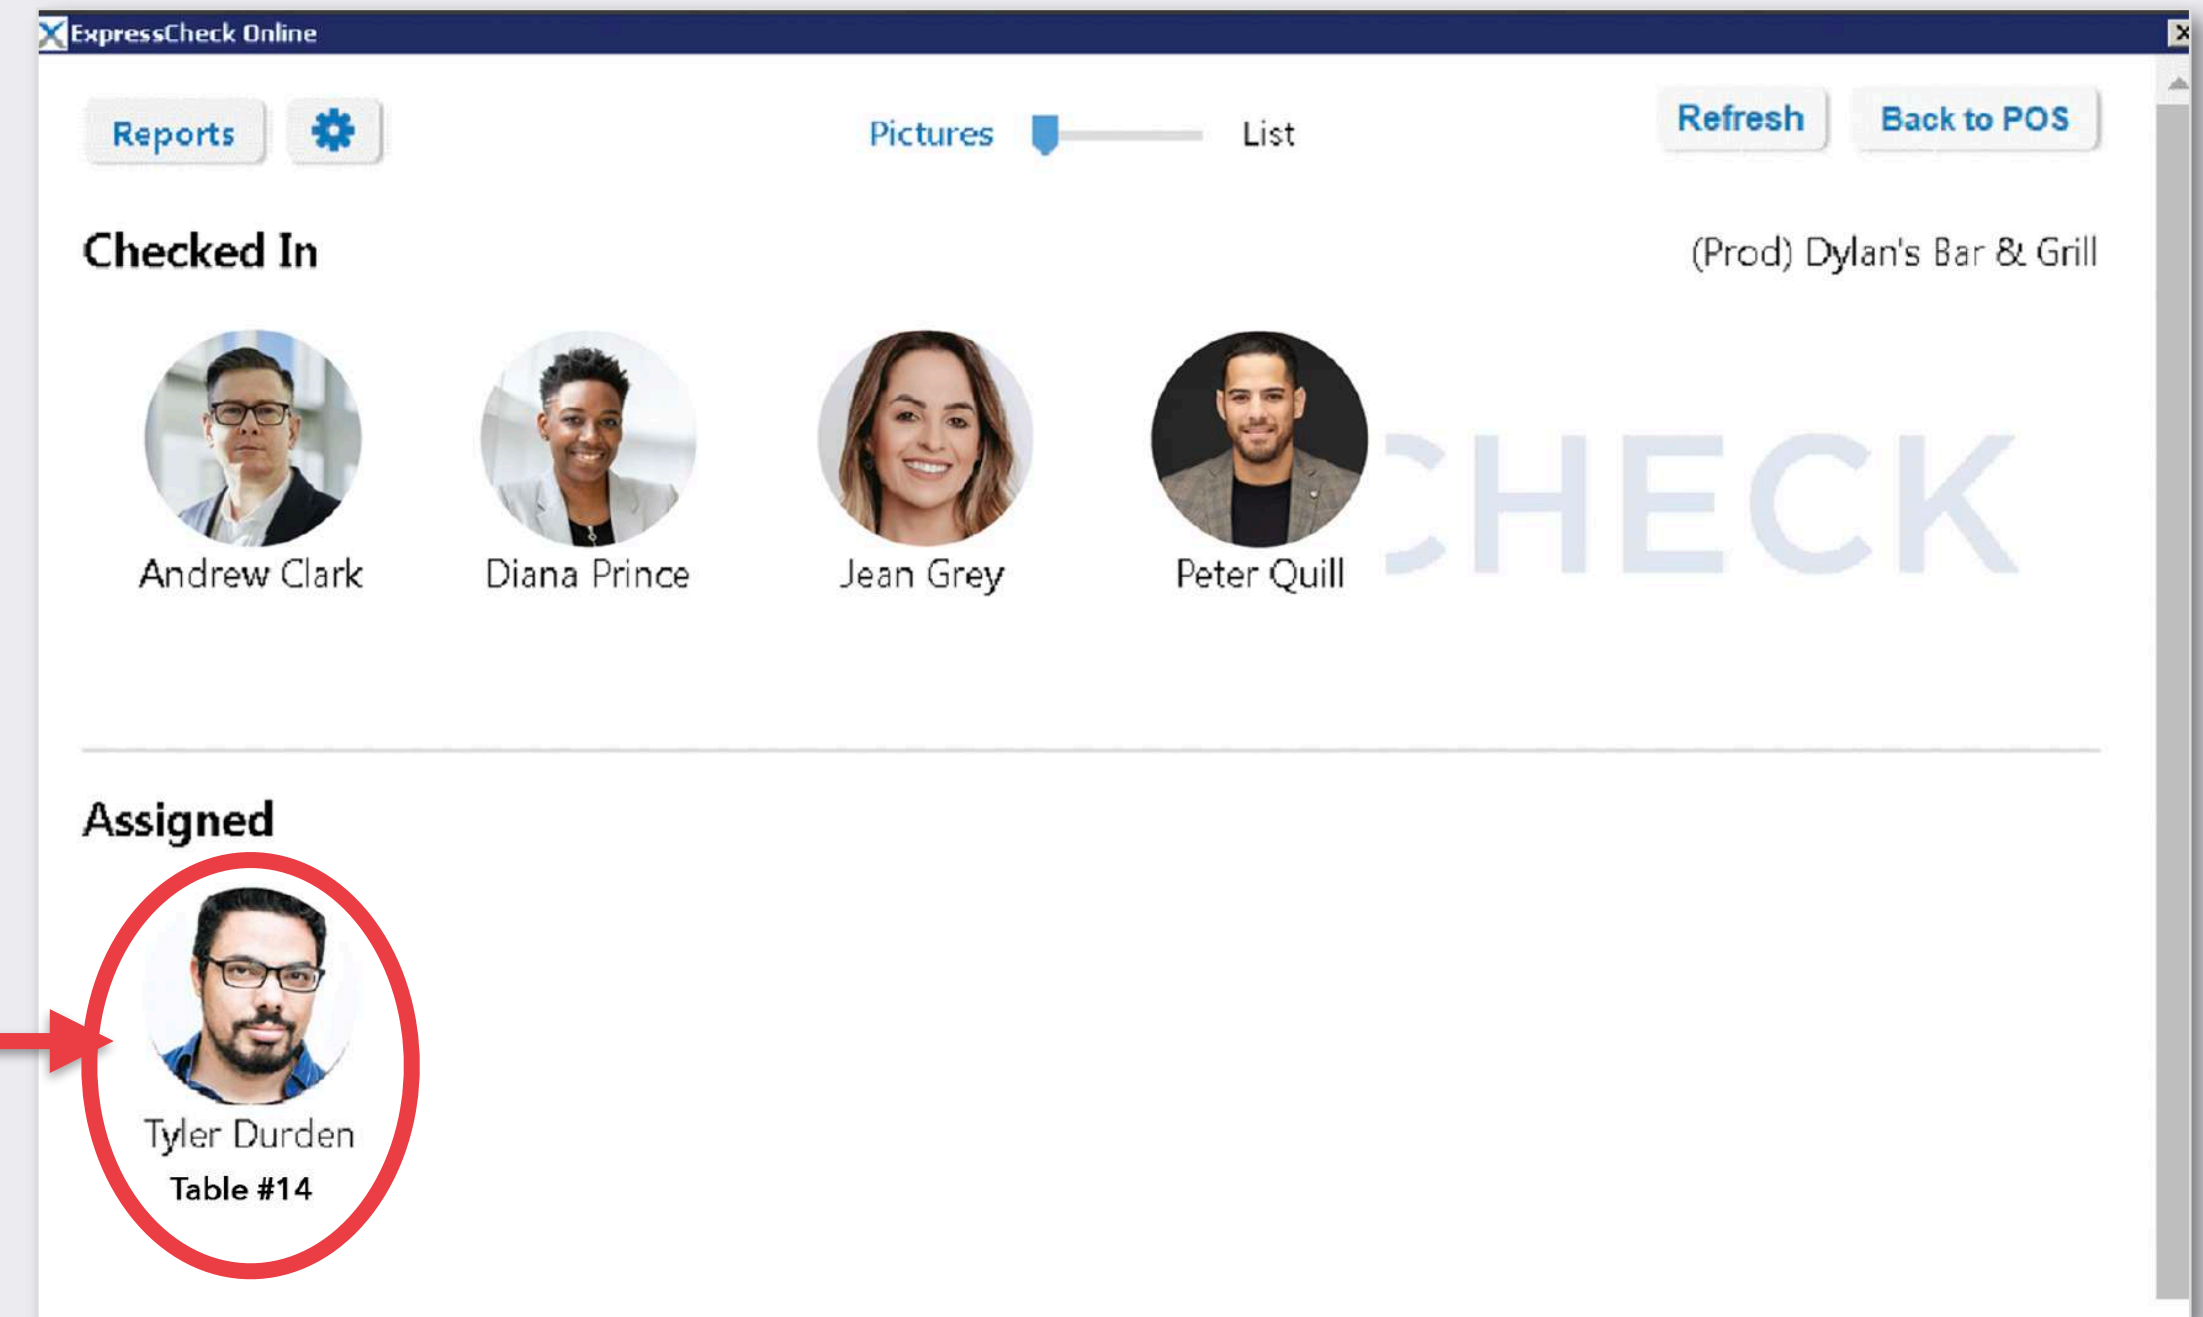 ExpressCheck Online
Reports
Pictures List
Refresh Back to POS
Checked In
(Prod) Dylan's Bar & Grill
CHECK
Andrew Clark Diana Prince Jean Grey Peter Quill
Assigned
Tyler Durden
Table #14